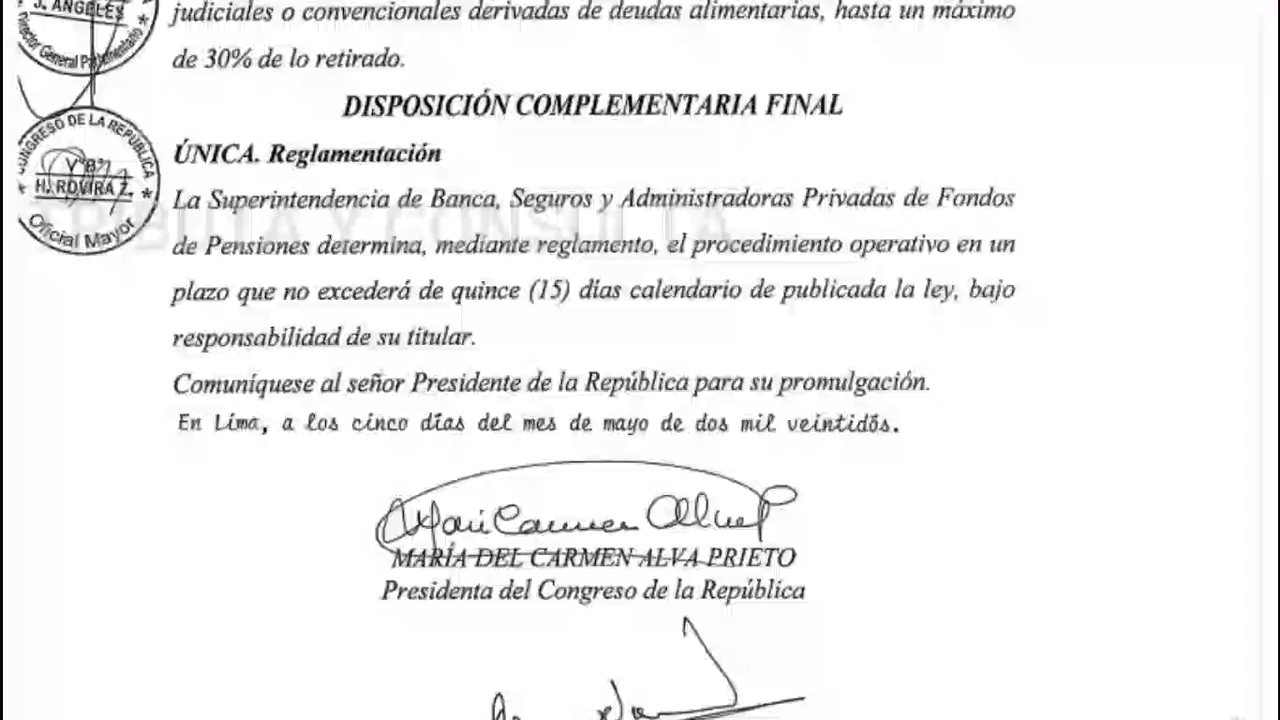 judiciales o convencionales derivadas de deudas alimentarias, hasta un máximo
de 30% de lo retirado.
J. ANGELES
Director General Parlamentario
DISPOSICIÓN COMPLEMENTARIA FINAL
CONGRESO DE LA REPÚBLICA
V°B°
H. ROVIRA Z.
Oficial Mayor
ÚNICA. Reglamentación
La Superintendencia de Banca, Seguros y Administradoras Privadas de Fondos
de Pensiones determina, mediante reglamento, el procedimiento operativo en un
plazo que no excederá de quince (15) días calendario de publicada la ley, bajo
responsabilidad de su titular.
Comuníquese al señor Presidente de la República para su promulgación.
En Lima, a los cinco días del mes de mayo de dos mil veintidós.
MARÍA DEL CARMEN ALVA PRIETO
Presidenta del Congreso de la República
Y CONSULTA